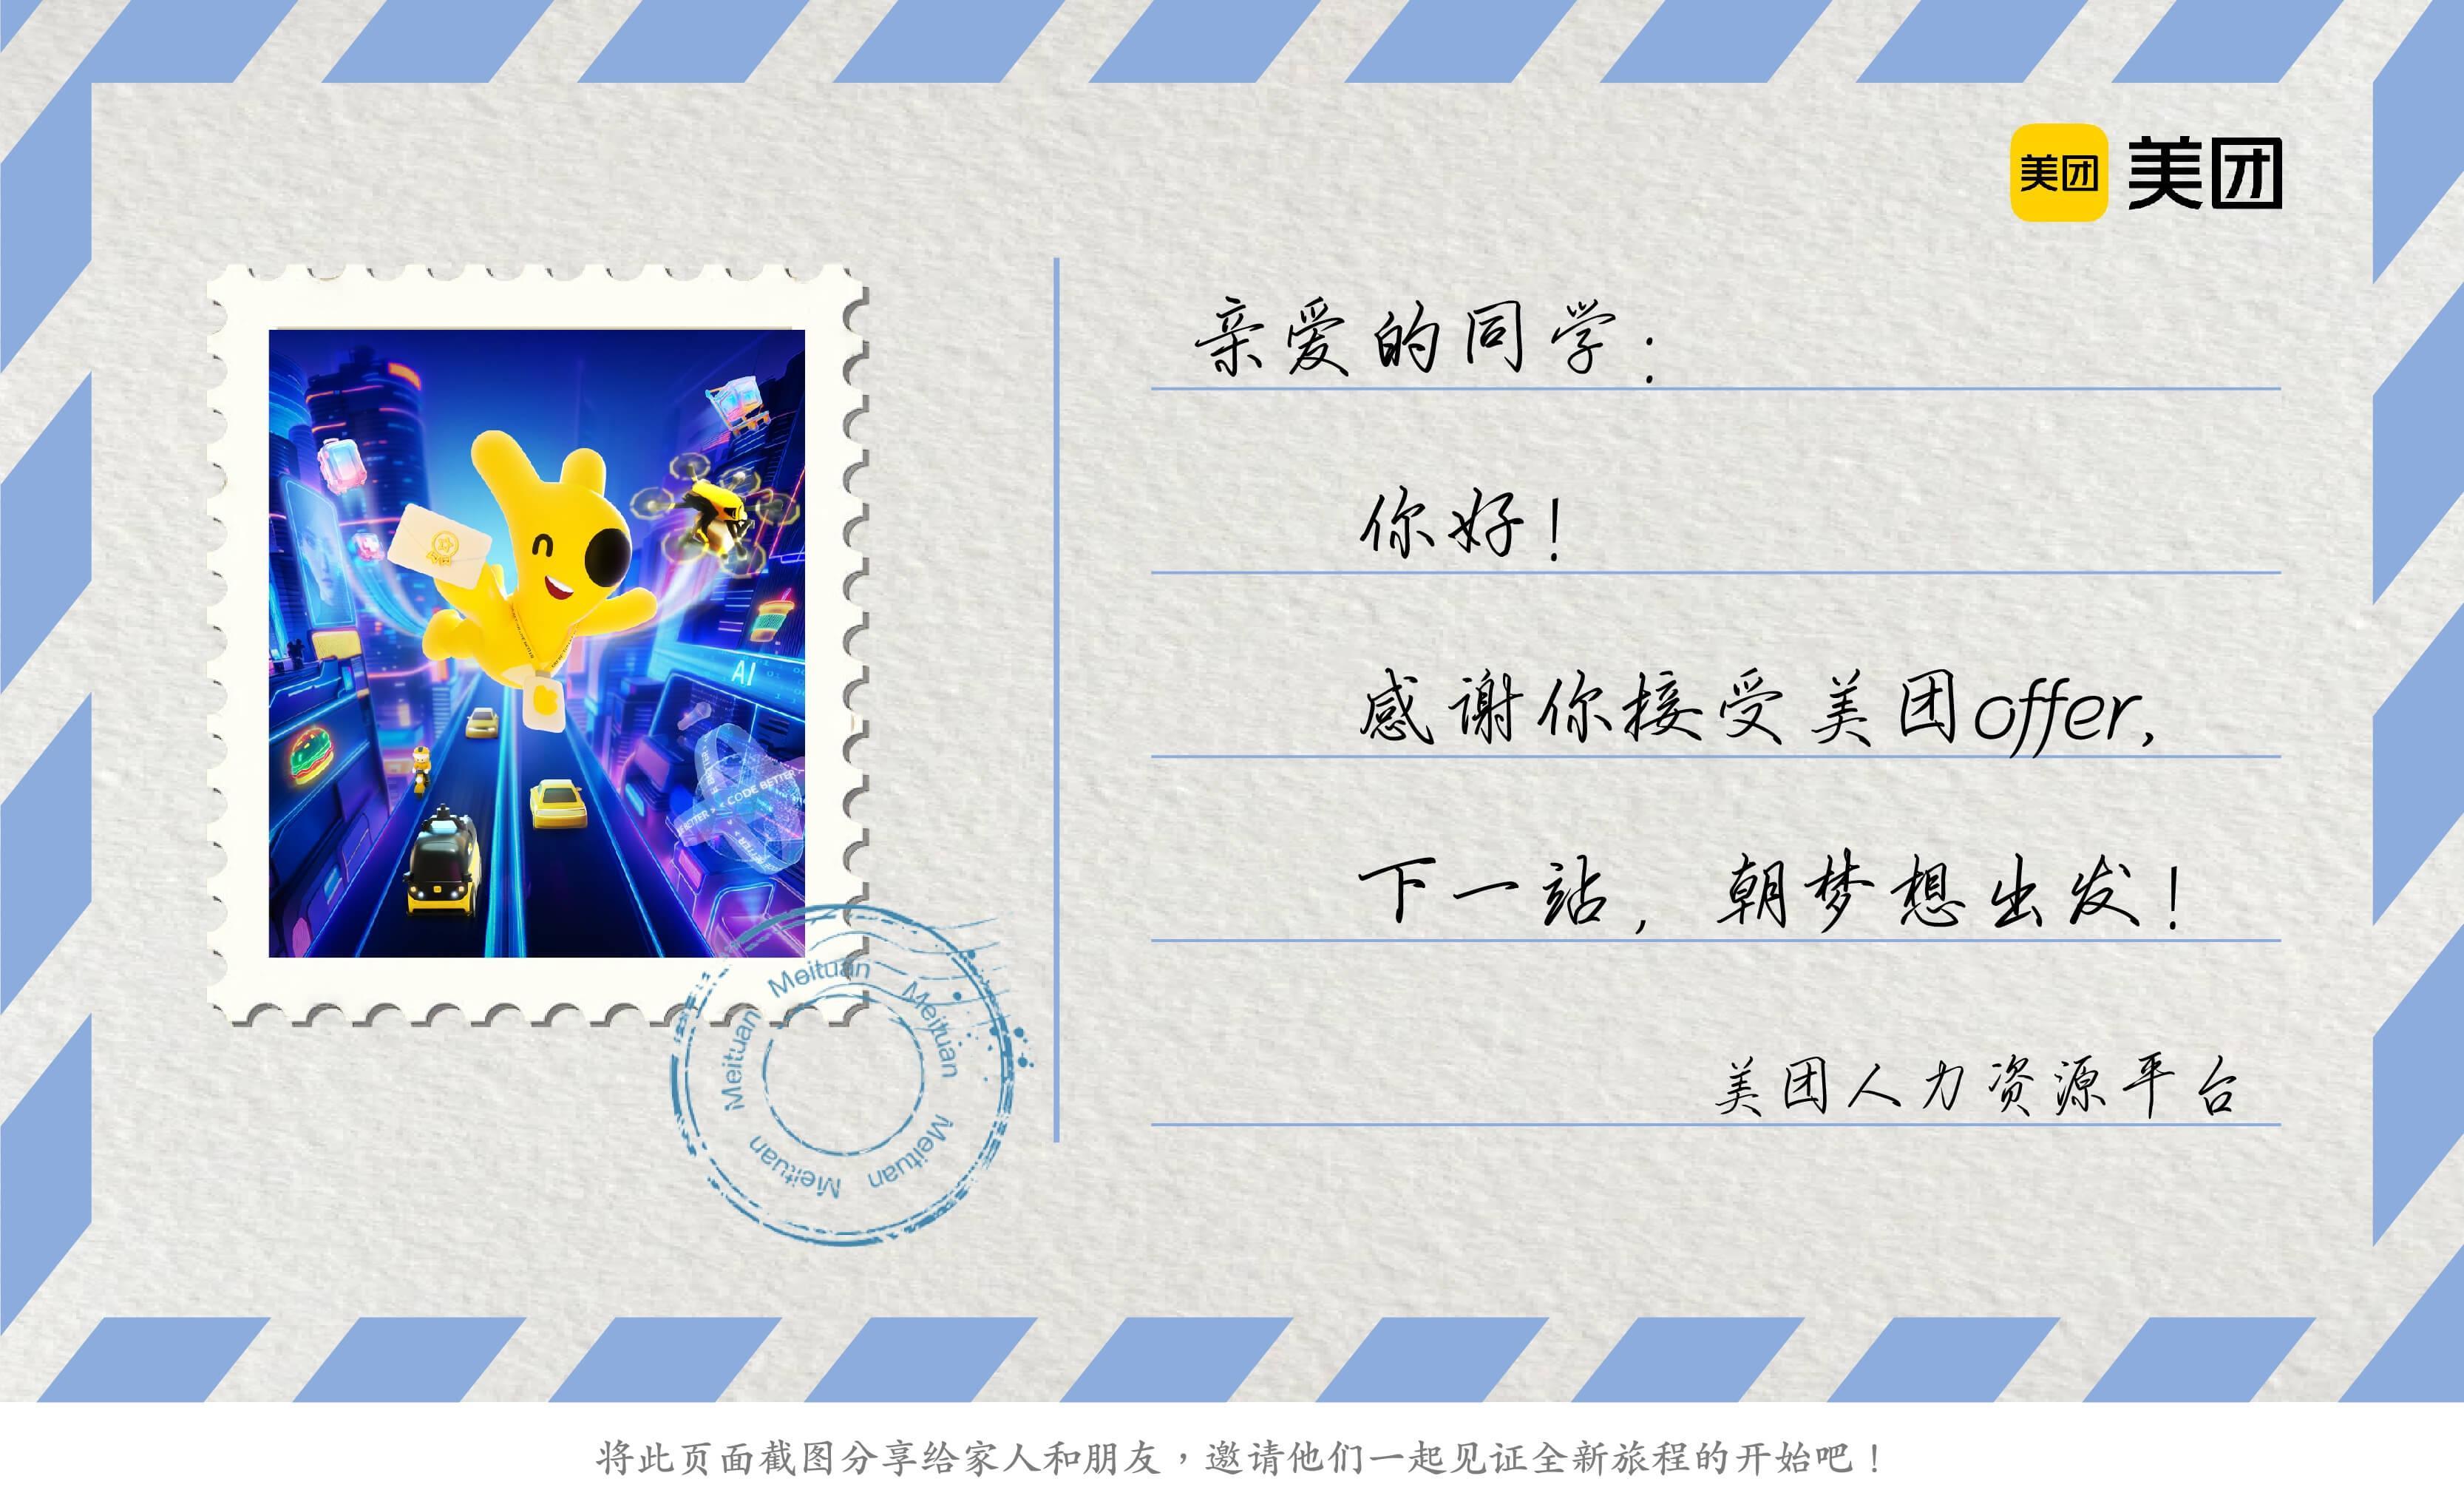 美团 美团
亲爱的同学：
你好！
感谢你接受美团offer，
下一站，朝梦想出发！
美团人力资源平台
AI
CODE BETTER
Meituan
Meituan
Meituan
Meituan
Meituan
将此页面截图分享给家人和朋友，邀请他们一起见证全新旅程的开始吧！